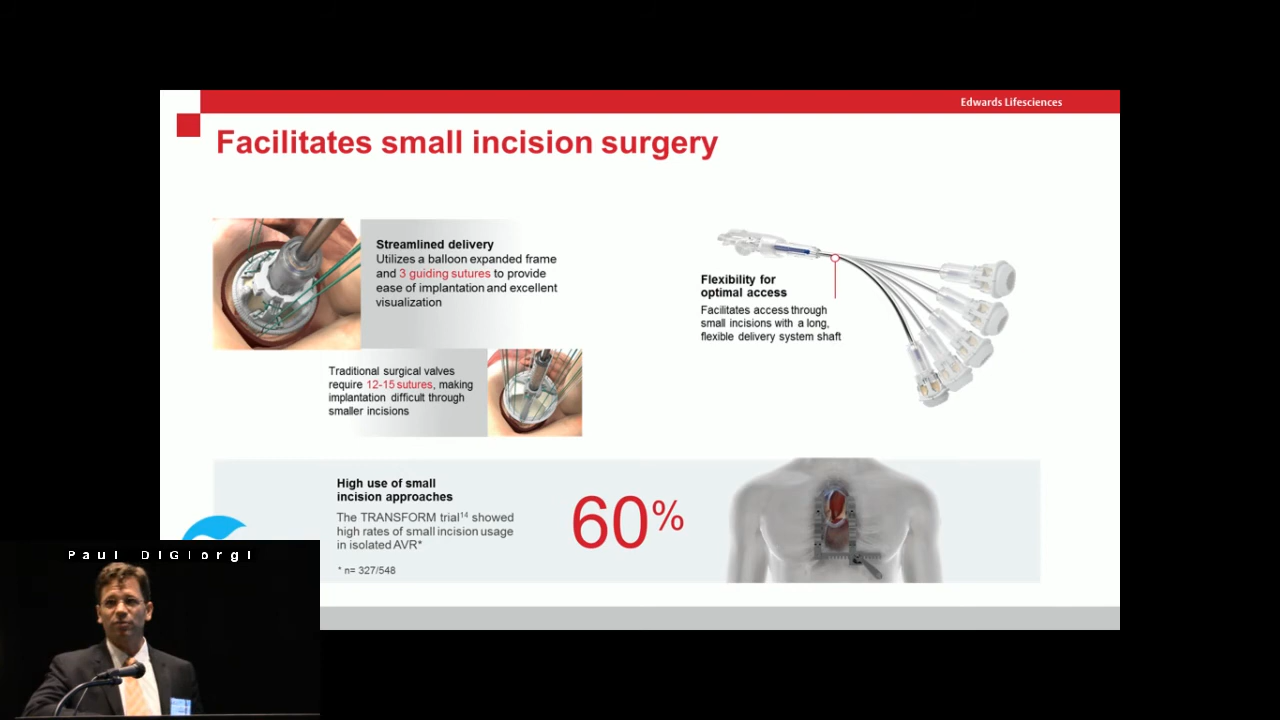 Edwards Lifesciences
Facilitates small incision surgery
Streamlined delivery
Utilizes a balloon expanded frame
and 3 guiding sutures to provide
ease of implantation and excellent
visualization
Traditional surgical valves
require 12-15 sutures, making
implantation difficult through
smaller incisions
Flexibility for
optimal access
Facilitates access through
small incisions with a long,
flexible delivery system shaft
High use of small
incision approaches
The TRANSFORM trial¹⁴ showed
high rates of small incision usage
in isolated AVR*
* n= 327/548
60%
Paul DiGiorgi